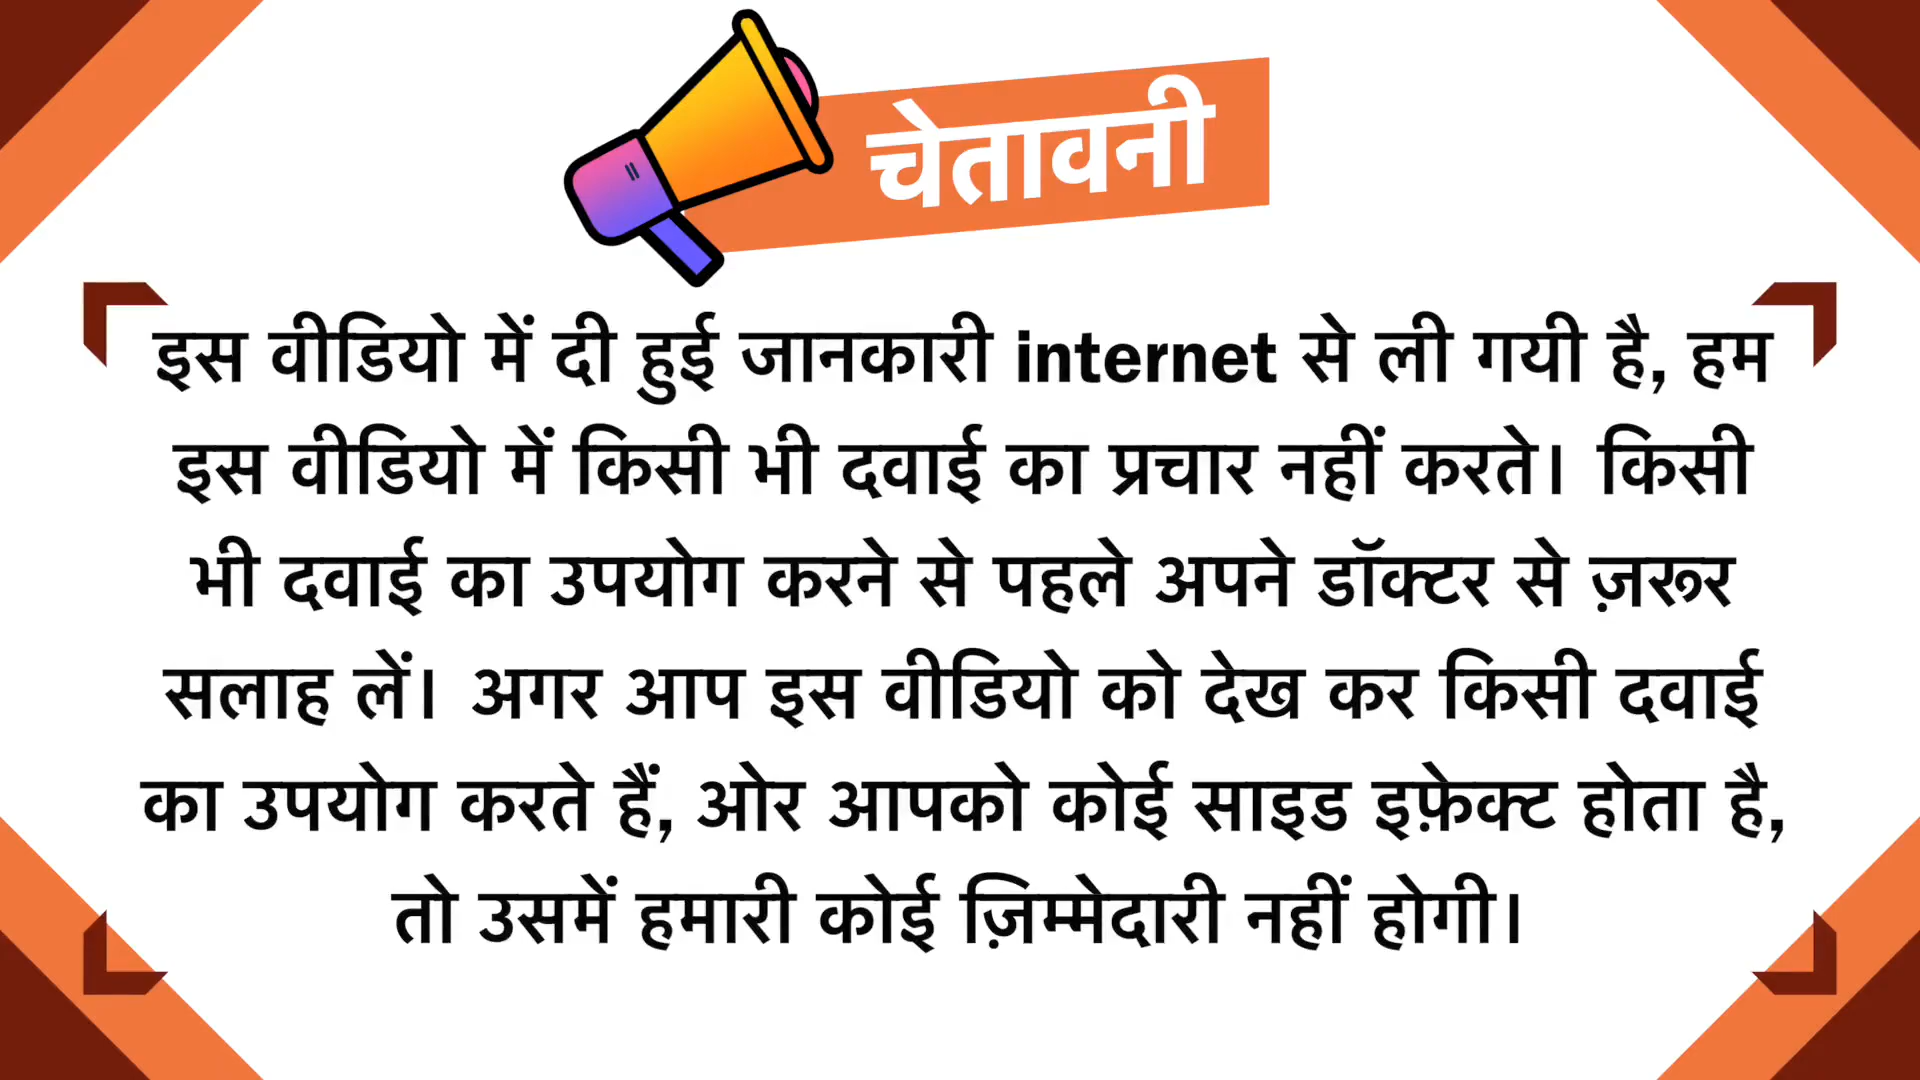 चेतावनी
इस वीडियो में दी हुई जानकारी internet से ली गयी है, हम
इस वीडियो में किसी भी दवाई का प्रचार नहीं करते। किसी
भी दवाई का उपयोग करने से पहले अपने डॉक्टर से ज़रूर
सलाह लें। अगर आप इस वीडियो को देख कर किसी दवाई
का उपयोग करते हैं, ओर आपको कोई साइड इफ़ेक्ट होता है,
तो उसमें हमारी कोई ज़िम्मेदारी नहीं होगी।